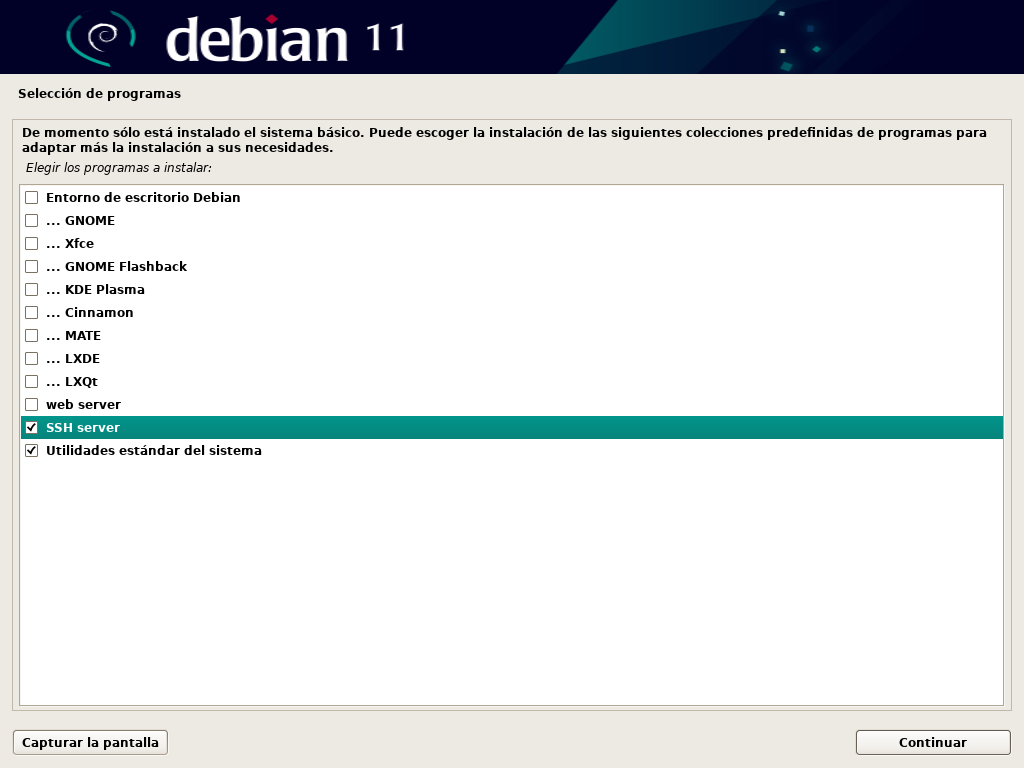 debian 11
Selección de programas
De momento sólo está instalado el sistema básico. Puede escoger la instalación de las siguientes colecciones predefinidas de programas para
adaptar más la instalación a sus necesidades.
Elegir los programas a instalar:
Entorno de escritorio Debian
... GNOME
... Xfce
... GNOME Flashback
... KDE Plasma
... Cinnamon
... MATE
... LXDE
... LXQt
web server
SSH server
Utilidades estándar del sistema
Capturar la pantalla
Continuar